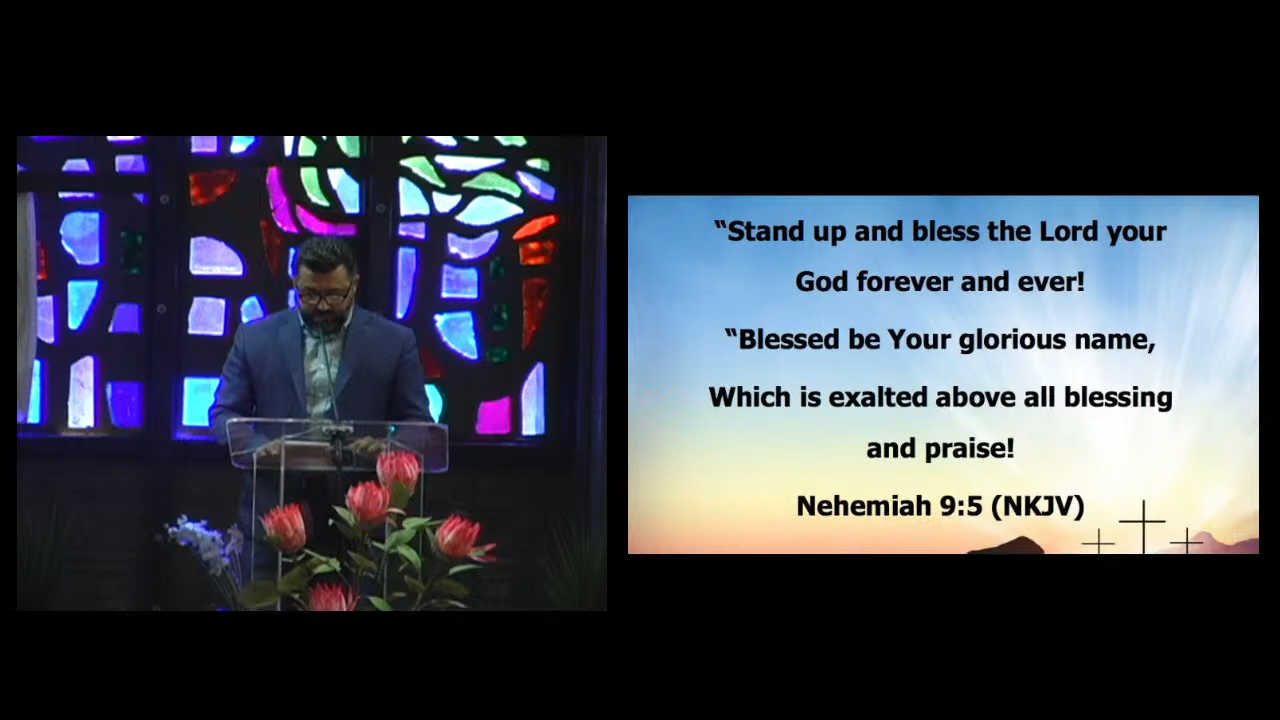 “Stand up and bless the Lord your
God forever and ever!
“Blessed be Your glorious name,
Which is exalted above all blessing
and praise!
Nehemiah 9:5 (NKJV)